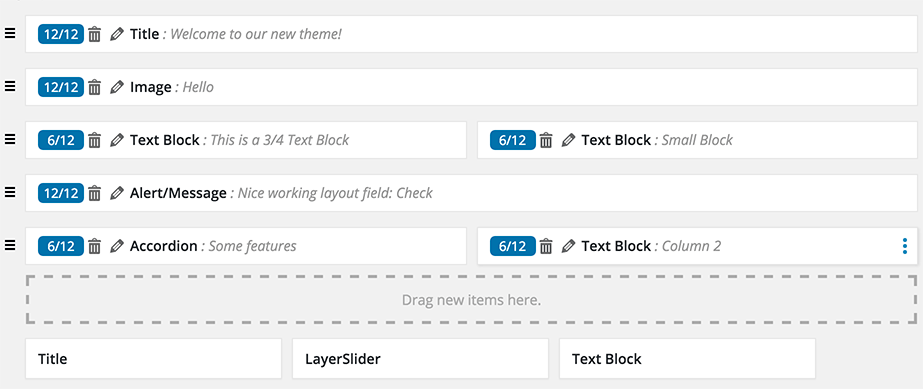 12/12 Title : Welcome to our new theme!
12/12 Image : Hello
6/12 Text Block : This is a 3/4 Text Block 6/12 Text Block : Small Block
12/12 Alert/Message : Nice working layout field: Check
6/12 Accordion : Some features 6/12 Text Block : Column 2
Drag new items here.
Title LayerSlider Text Block